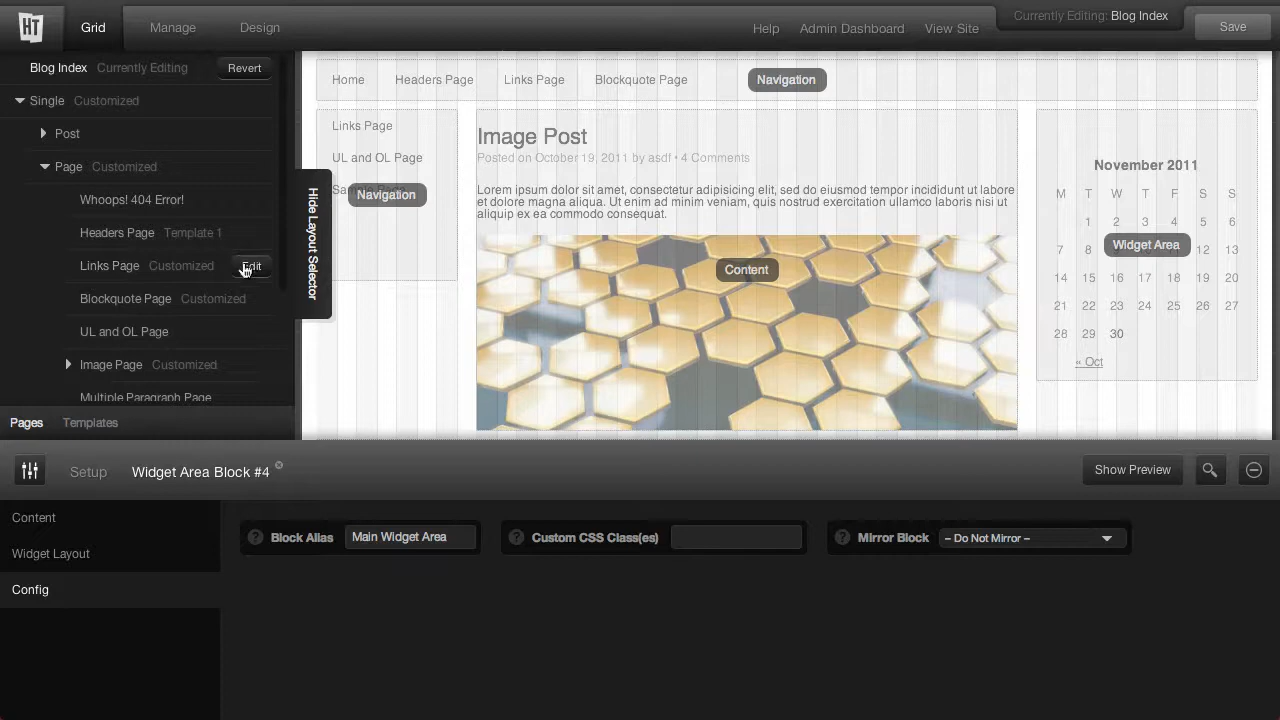 HT
Grid
Manage
Design
Help
Admin Dashboard
View Site
Currently Editing: Blog Index
Save
Blog Index Currently Editing
Revert
Single Customized
Post
Page Customized
Whoops! 404 Error!
Headers Page Template 1
Links Page Customized
Edit
Blockquote Page Customized
UL and OL Page
Image Page Customized
Multiple Paragraph Page
Pages
Templates
Hide Layout Selector
Home
Headers Page
Links Page
Blockquote Page
Navigation
Links Page
UL and OL Page
Navigation
Image Post
Posted on October 19, 2011 by asdf • 4 Comments
Lorem ipsum dolor sit amet, consectetur adipisicing elit, sed do eiusmod tempor incididunt ut labore
et dolore magna aliqua. Ut enim ad minim veniam, quis nostrud exercitation ullamco laboris nisi ut
aliquip ex ea commodo consequat.
Content
November 2011
M T W T F S S
1 2 3 4 5 6
7 8 12 13
Widget Area
14 15 16 17 18 19 20
21 22 23 24 25 26 27
28 29 30
« Oct
Setup
Widget Area Block #4
Show Preview
Content
Widget Layout
Config
? Block Alias Main Widget Area
? Custom CSS Class(es)
? Mirror Block – Do Not Mirror –